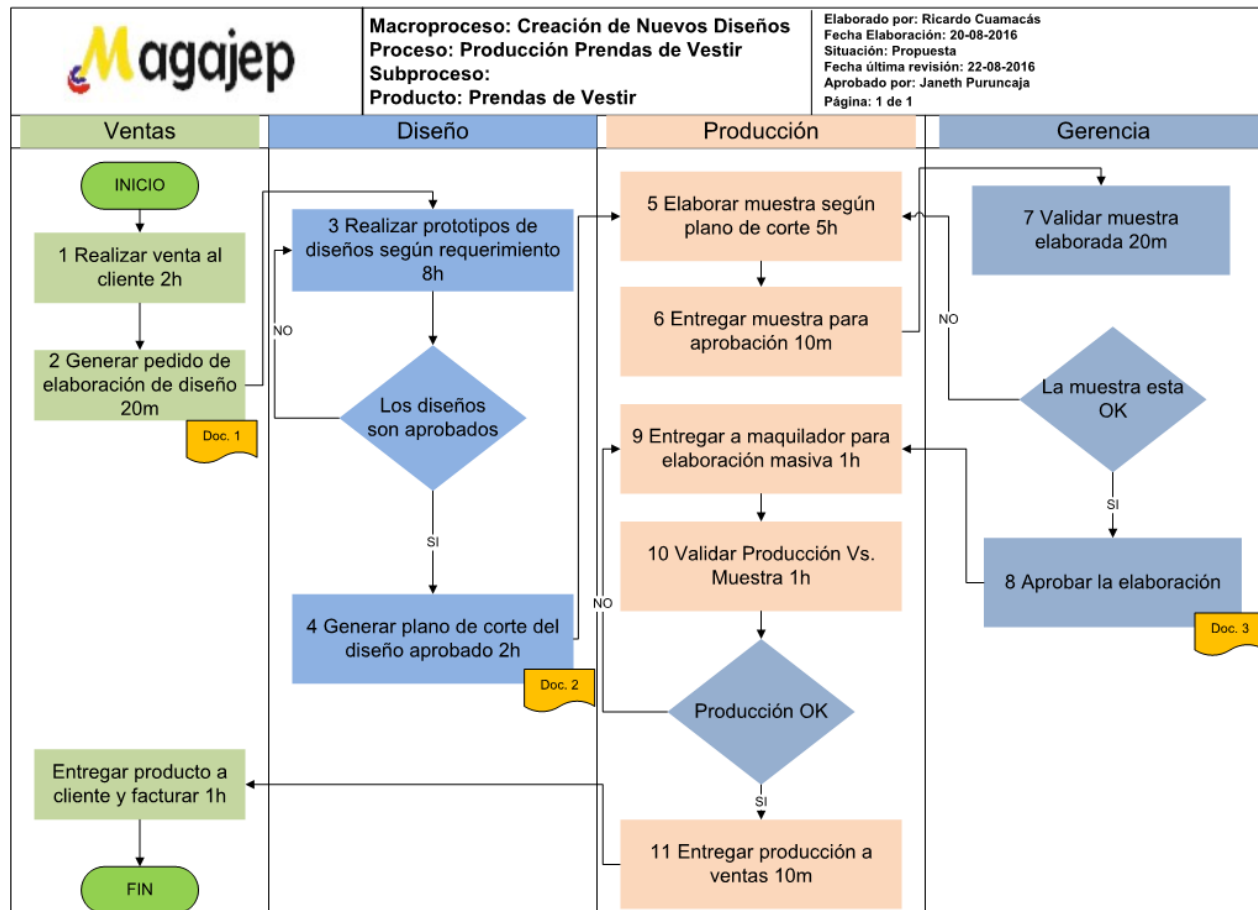 Magajep
Macroproceso: Creación de Nuevos Diseños
Proceso: Producción Prendas de Vestir
Subproceso:
Producto: Prendas de Vestir
Elaborado por: Ricardo Cuamacás
Fecha Elaboración: 20-08-2016
Situación: Propuesta
Fecha última revisión: 22-08-2016
Aprobado por: Janeth Puruncaja
Página: 1 de 1
Ventas
Diseño
Producción
Gerencia
INICIO
1 Realizar venta al
cliente 2h
2 Generar pedido de
elaboración de diseño
20m
Doc. 1
3 Realizar prototipos de
diseños según requerimiento
8h
NO
Los diseños
son aprobados
SI
4 Generar plano de corte del
diseño aprobado 2h
Doc. 2
5 Elaborar muestra según
plano de corte 5h
6 Entregar muestra para
aprobación 10m
7 Validar muestra
elaborada 20m
NO
La muestra esta
OK
SI
8 Aprobar la elaboración
Doc. 3
9 Entregar a maquilador para
elaboración masiva 1h
10 Validar Producción Vs.
Muestra 1h
NO
Producción OK
SI
11 Entregar producción a
ventas 10m
Entregar producto a
cliente y facturar 1h
FIN